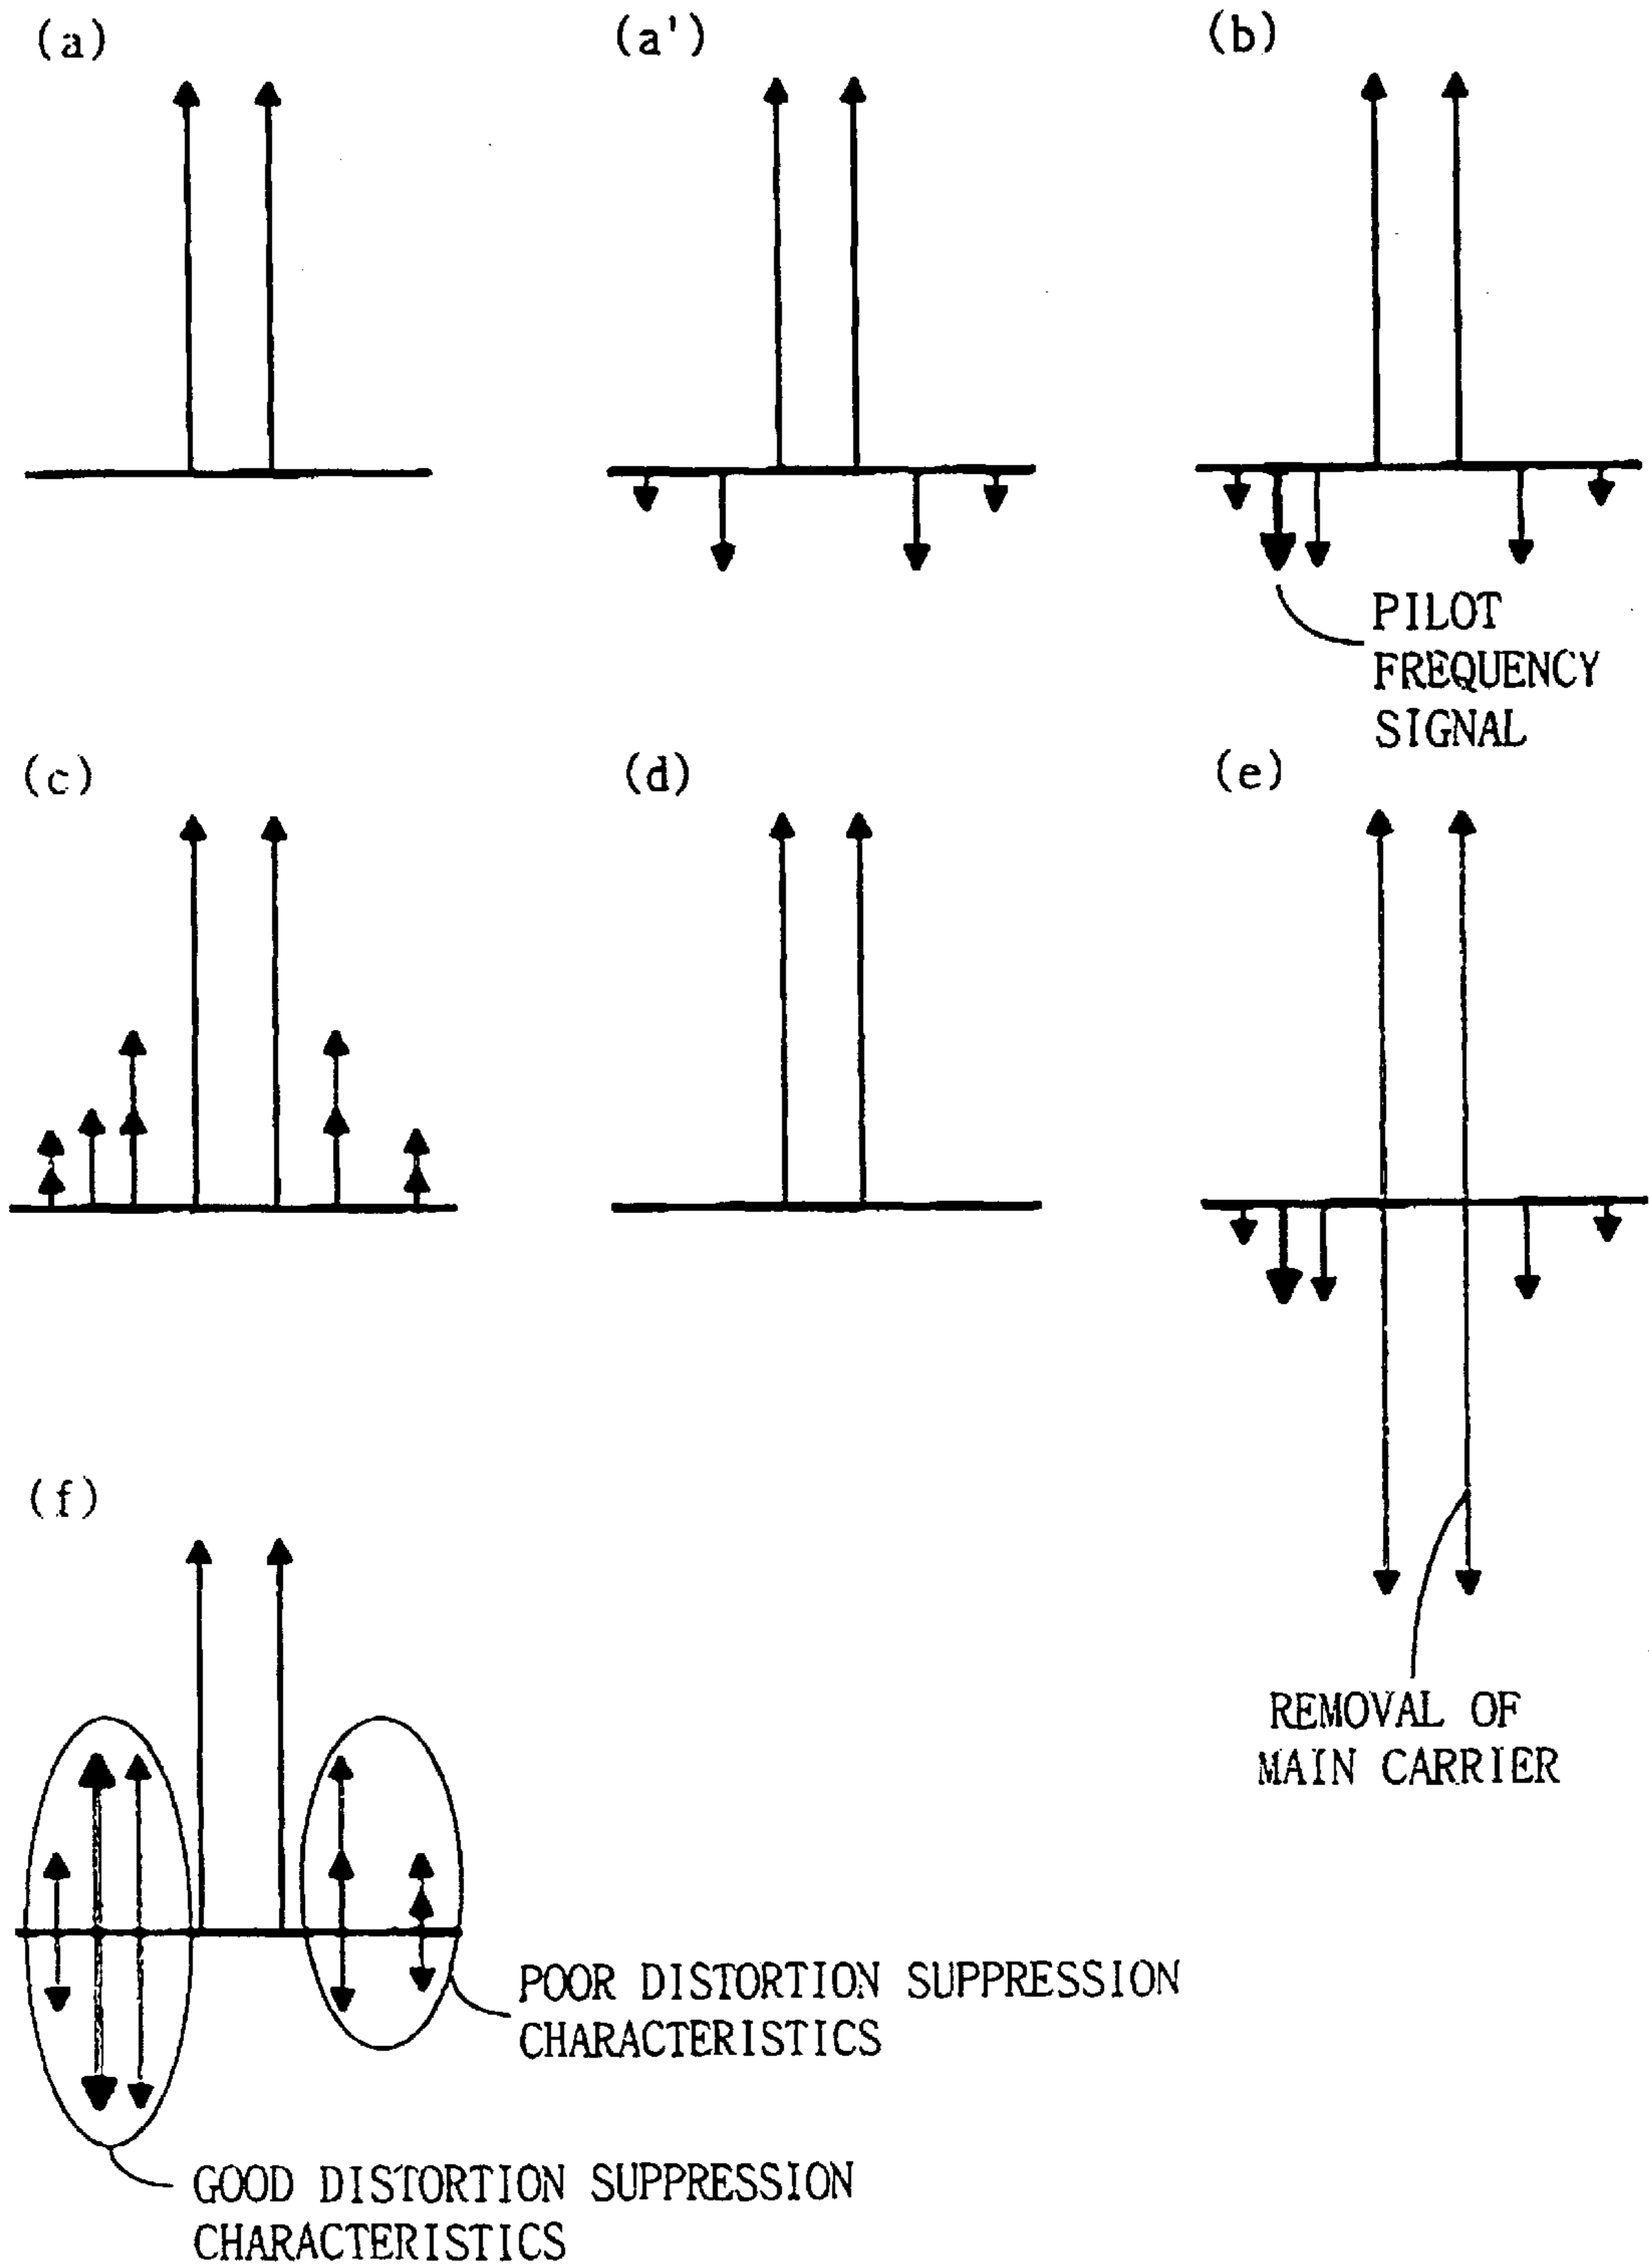 (a)
(a')
(b)
PILOT
FREQUENCY
SIGNAL
(c)
(d)
(e)
REMOVAL OF
MAIN CARRIER
(f)
POOR DISTORTION SUPPRESSION
CHARACTERISTICS
GOOD DISTORTION SUPPRESSION
CHARACTERISTICS